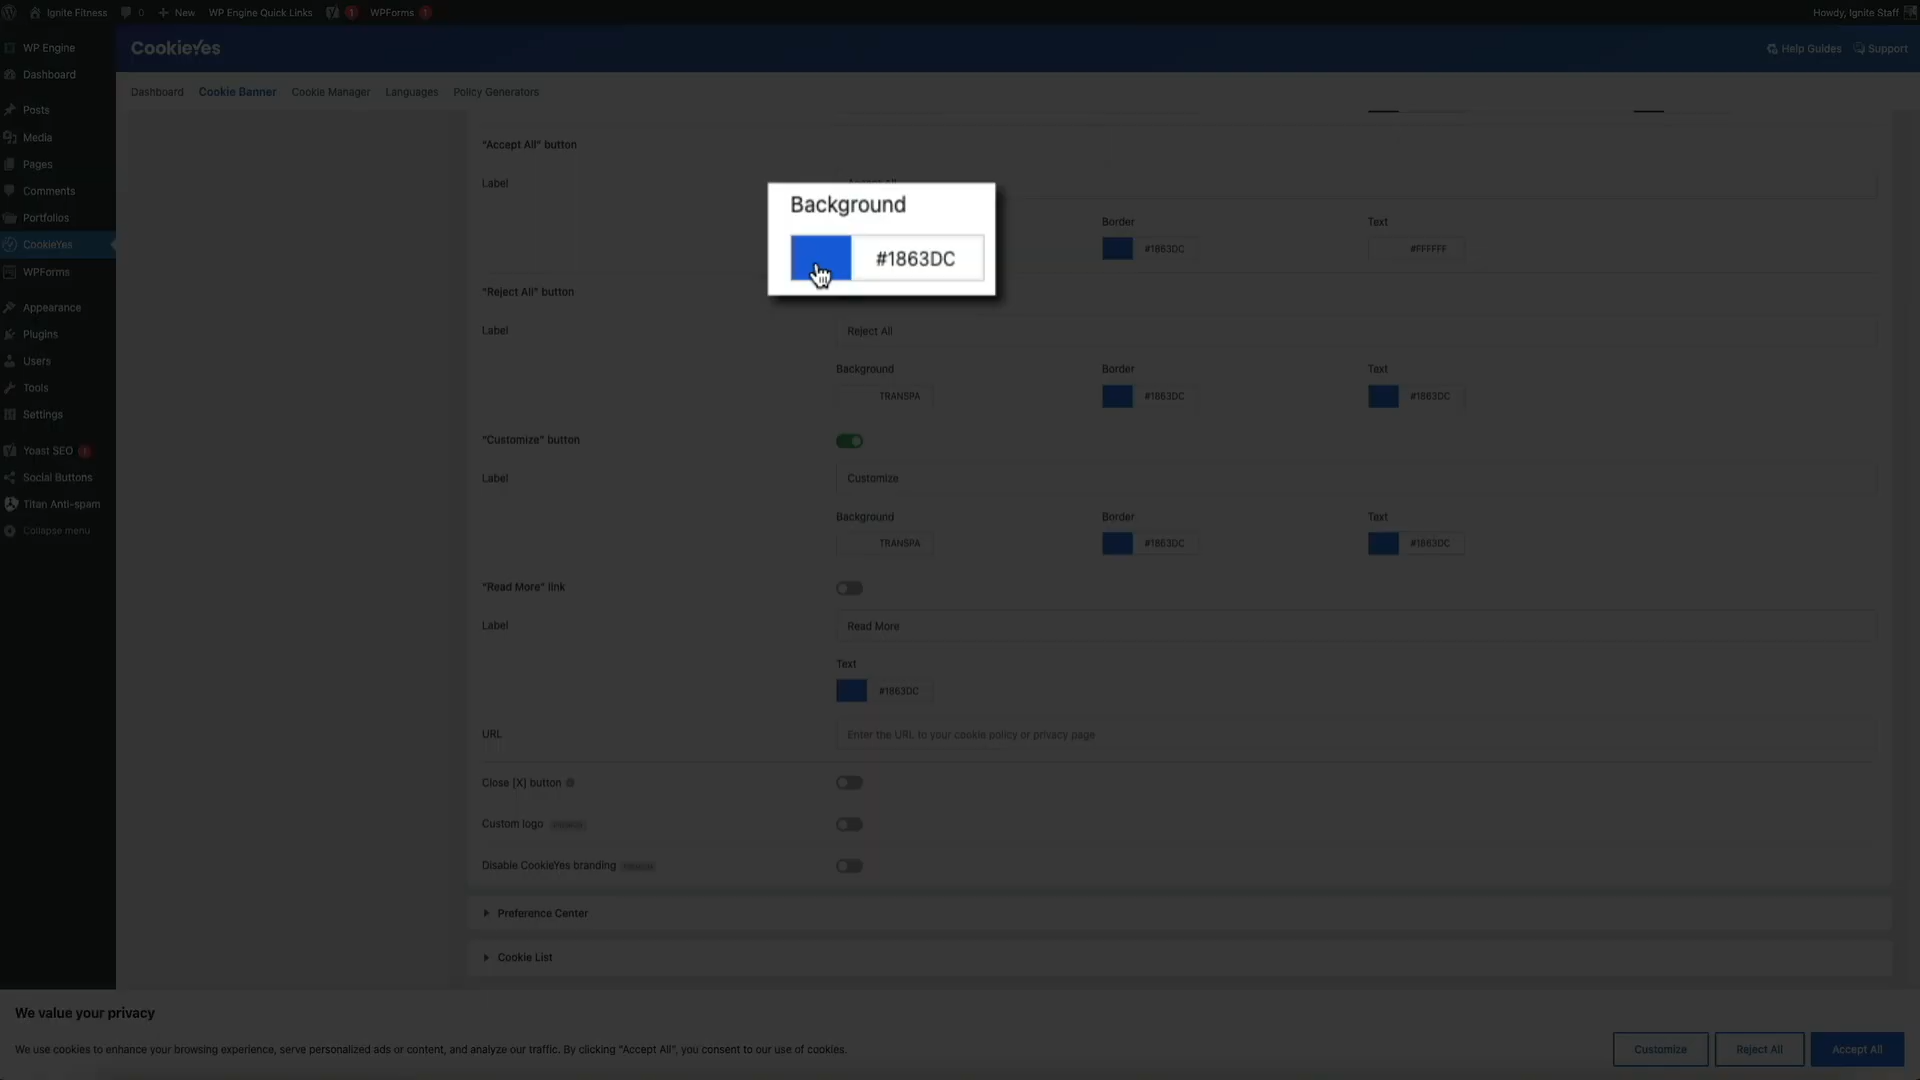 Ignite Fitness 0 New WP Engine Quick Links 1 WPForms 1 Howdy, Ignite Staff
WP Engine
Dashboard
Posts
Media
Pages
Comments
Portfolios
CookieYes
WPForms
Appearance
Plugins
Users
Tools
Settings
Yoast SEO 1
Social Buttons
Titan Anti-spam
Collapse menu
CookieYes
Help Guides Support
Dashboard Cookie Banner Cookie Manager Languages Policy Generators
"Accept All" button
Label Accept All
Background Border Text
#1863DC #1863DC #FFFFFF
"Reject All" button
Label Reject All
Background Border Text
TRANSPA #1863DC #1863DC
"Customize" button
Label Customize
Background Border Text
TRANSPA #1863DC #1863DC
"Read More" link
Label Read More
Text
#1863DC
URL Enter the URL to your cookie policy or privacy page
Close [X] button
Custom logo
Disable CookieYes branding
Preference Center
Cookie List
We value your privacy
We use cookies to enhance your browsing experience, serve personalized ads or content, and analyze our traffic. By clicking "Accept All", you consent to our use of cookies.
Customize Reject All Accept All